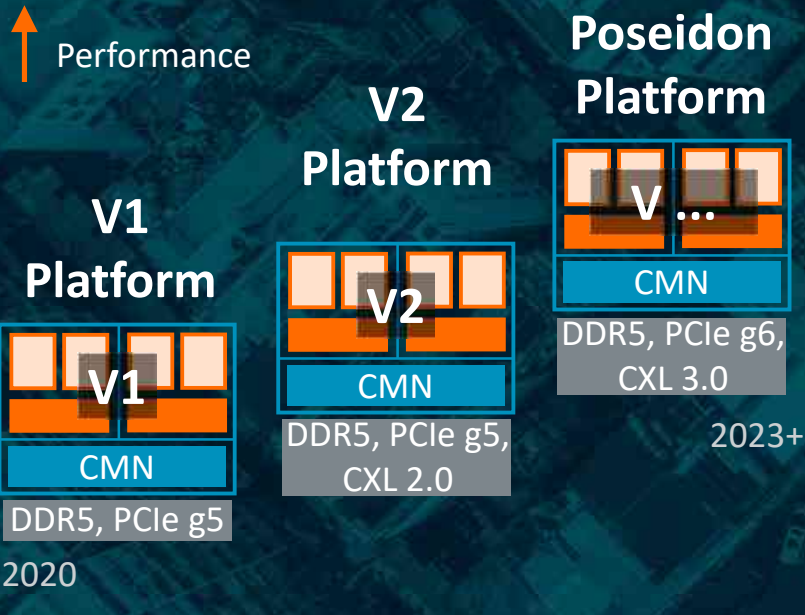 Performance
V1
Platform
V1
CMN
DDR5, PCIe g5
2020
V2
Platform
V2
CMN
DDR5, PCIe g5,
CXL 2.0
Poseidon
Platform
V ...
CMN
DDR5, PCIe g6,
CXL 3.0
2023+